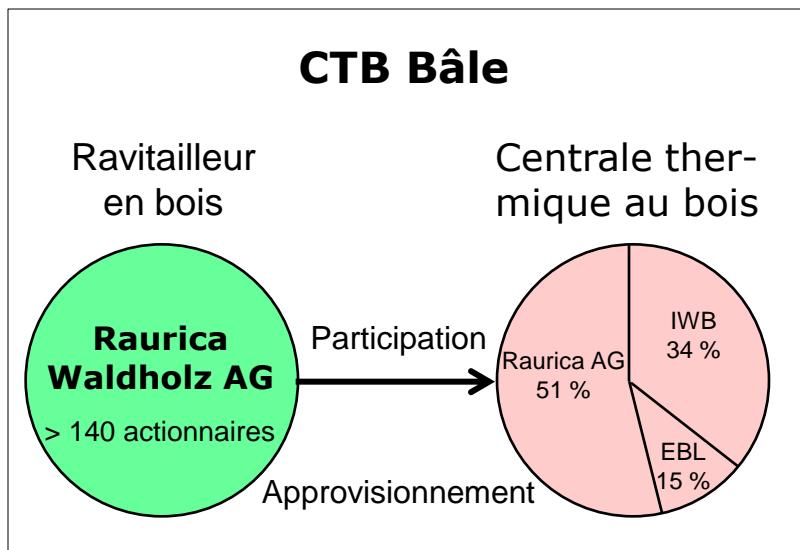 CTB Bâle
Ravitailleur
en bois
Centrale ther-
mique au bois
Raurica
Waldholz AG
> 140 actionnaires
Participation
Approvisionnement
Raurica AG
51 %
IWB
34 %
EBL
15 %